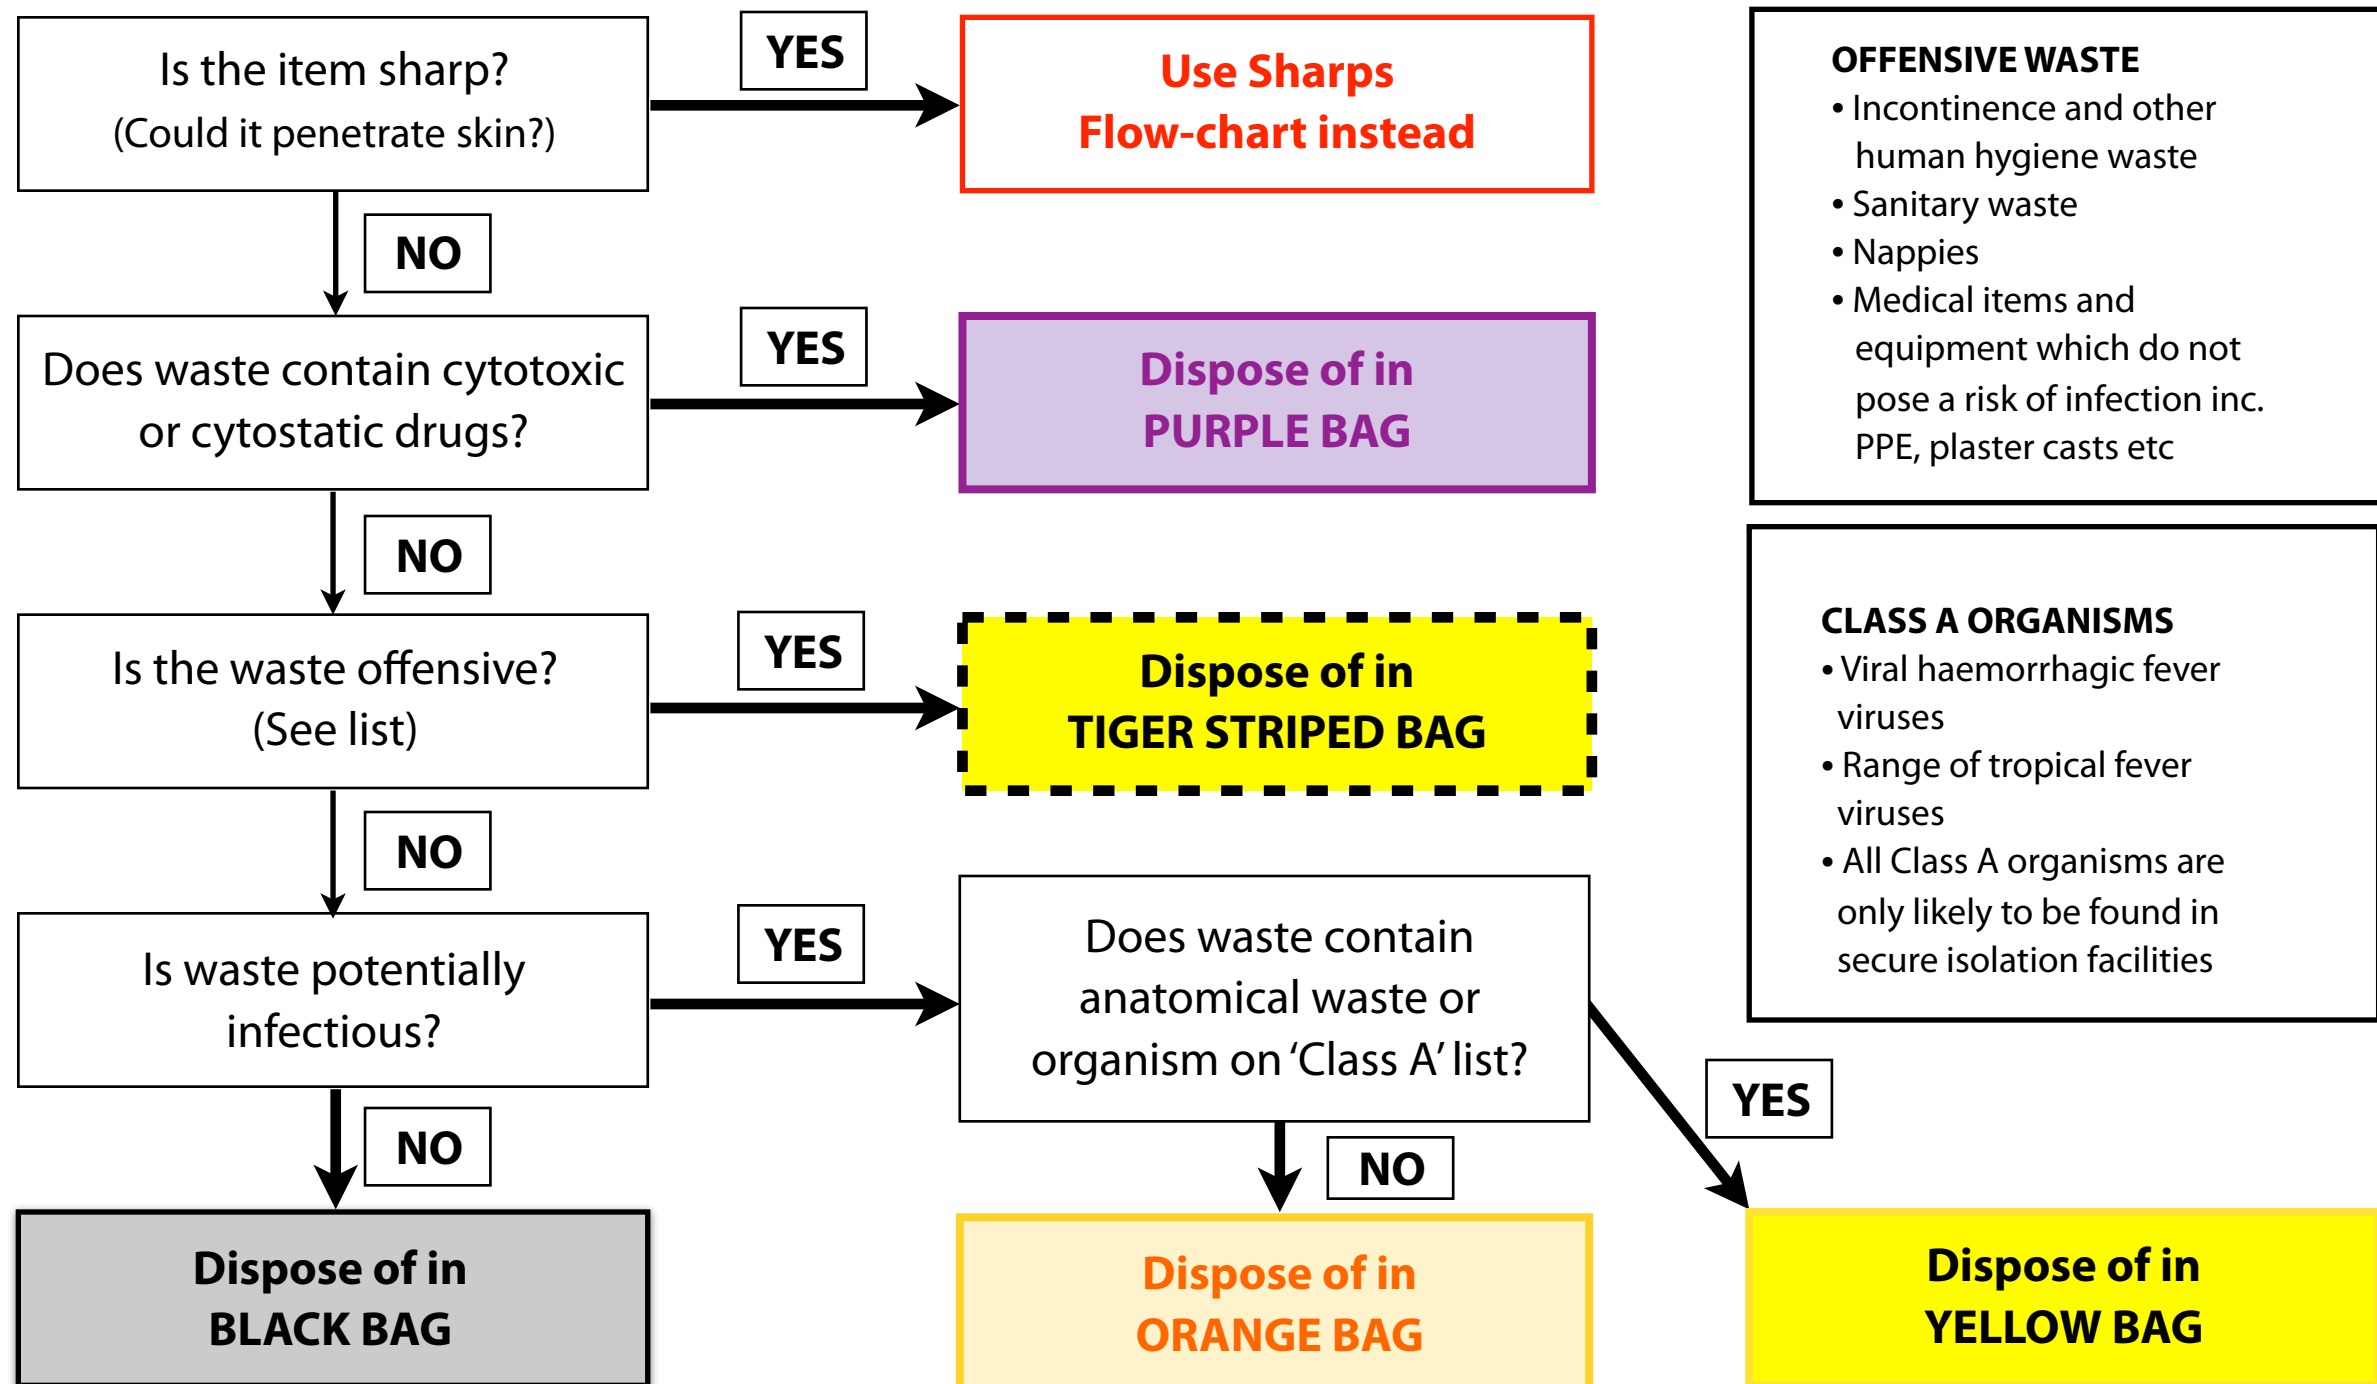 Is the item sharp?
(Could it penetrate skin?)
YES
Use Sharps
Flow-chart instead
NO
Does waste contain cytotoxic
or cytostatic drugs?
YES
Dispose of in
PURPLE BAG
NO
Is the waste offensive?
(See list)
YES
Dispose of in
TIGER STRIPED BAG
NO
Is waste potentially
infectious?
YES
Does waste contain
anatomical waste or
organism on ‘Class A’ list?
YES
NO
NO
Dispose of in
BLACK BAG
Dispose of in
ORANGE BAG
Dispose of in
YELLOW BAG
OFFENSIVE WASTE
• Incontinence and other
human hygiene waste
• Sanitary waste
• Nappies
• Medical items and
equipment which do not
pose a risk of infection inc.
PPE, plaster casts etc
CLASS A ORGANISMS
• Viral haemorrhagic fever
viruses
• Range of tropical fever
viruses
• All Class A organisms are
only likely to be found in
secure isolation facilities